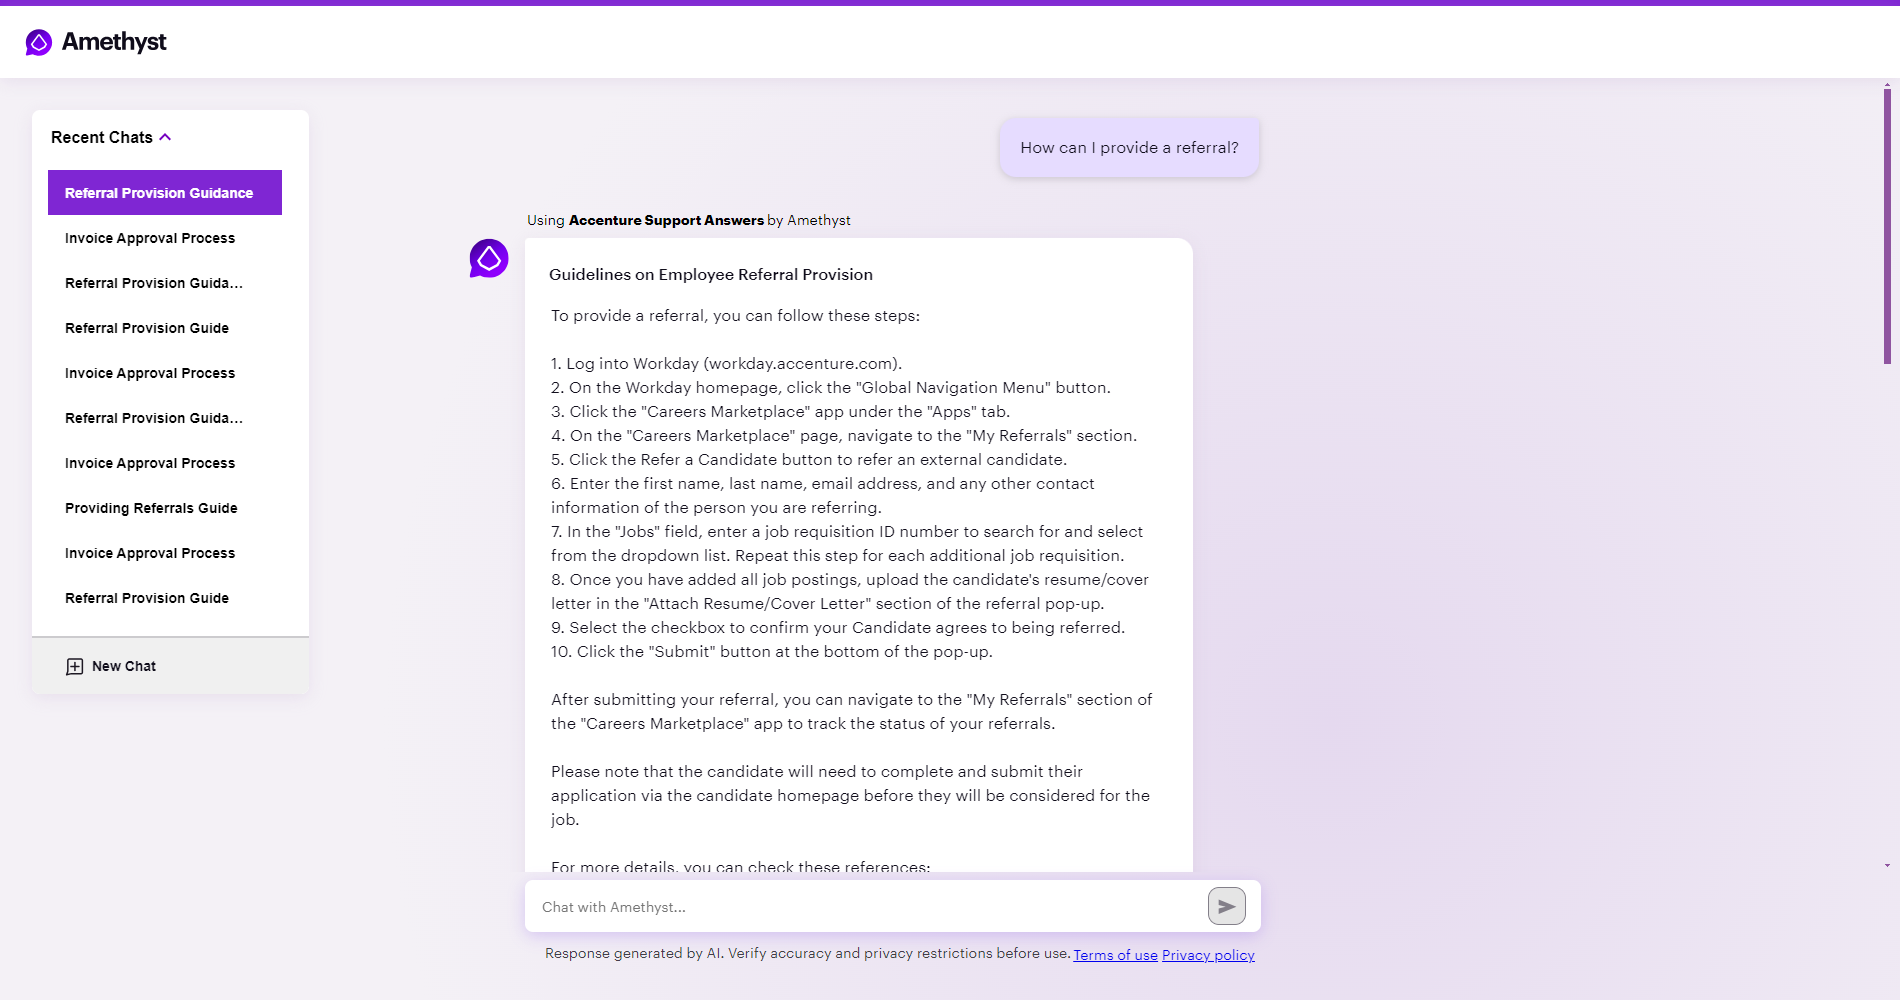 Amethyst
Recent Chats
Referral Provision Guidance
Invoice Approval Process
Referral Provision Guida...
Referral Provision Guide
Invoice Approval Process
Referral Provision Guida...
Invoice Approval Process
Providing Referrals Guide
Invoice Approval Process
Referral Provision Guide
New Chat
How can I provide a referral?
Using Accenture Support Answers by Amethyst
Guidelines on Employee Referral Provision
To provide a referral, you can follow these steps:
1. Log into Workday (workday.accenture.com).
2. On the Workday homepage, click the "Global Navigation Menu" button.
3. Click the "Careers Marketplace" app under the "Apps" tab.
4. On the "Careers Marketplace" page, navigate to the "My Referrals" section.
5. Click the Refer a Candidate button to refer an external candidate.
6. Enter the first name, last name, email address, and any other contact
information of the person you are referring.
7. In the "Jobs" field, enter a job requisition ID number to search for and select
from the dropdown list. Repeat this step for each additional job requisition.
8. Once you have added all job postings, upload the candidate's resume/cover
letter in the "Attach Resume/Cover Letter" section of the referral pop-up.
9. Select the checkbox to confirm your Candidate agrees to being referred.
10. Click the "Submit" button at the bottom of the pop-up.
After submitting your referral, you can navigate to the "My Referrals" section of
the "Careers Marketplace" app to track the status of your referrals.
Please note that the candidate will need to complete and submit their
application via the candidate homepage before they will be considered for the
job.
For more details, you can check these references:
Chat with Amethyst...
Response generated by AI. Verify accuracy and privacy restrictions before use. Terms of use Privacy policy